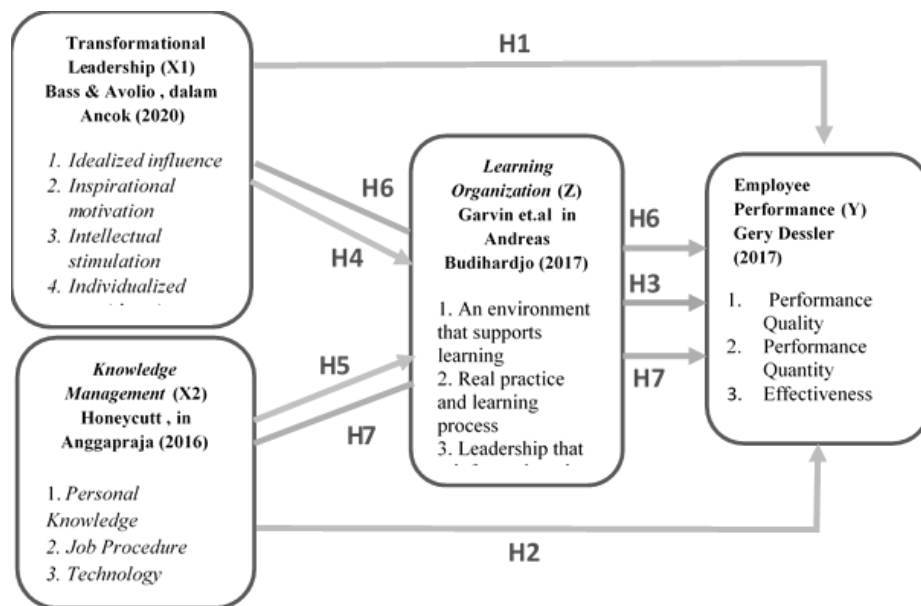 Transformational
Leadership (X1)
Bass & Avolio , dalam
Ancok (2020)
1. Idealized influence
2. Inspirational
motivation
3. Intellectual
stimulation
4. Individualized
Knowledge
Management (X2)
Honeycutt , in
Anggapraja (2016)
1. Personal
Knowledge
2. Job Procedure
3. Technology
H1
H6
H4
H5
H7
Learning
Organization (Z)
Garvin et.al in
Andreas
Budihardjo (2017)
1. An environment
that supports
learning
2. Real practice
and learning
process
3. Leadership that
H6
H3
H7
H2
Employee
Performance (Y)
Gery Dessler
(2017)
1. Performance
Quality
2. Performance
Quantity
3. Effectiveness